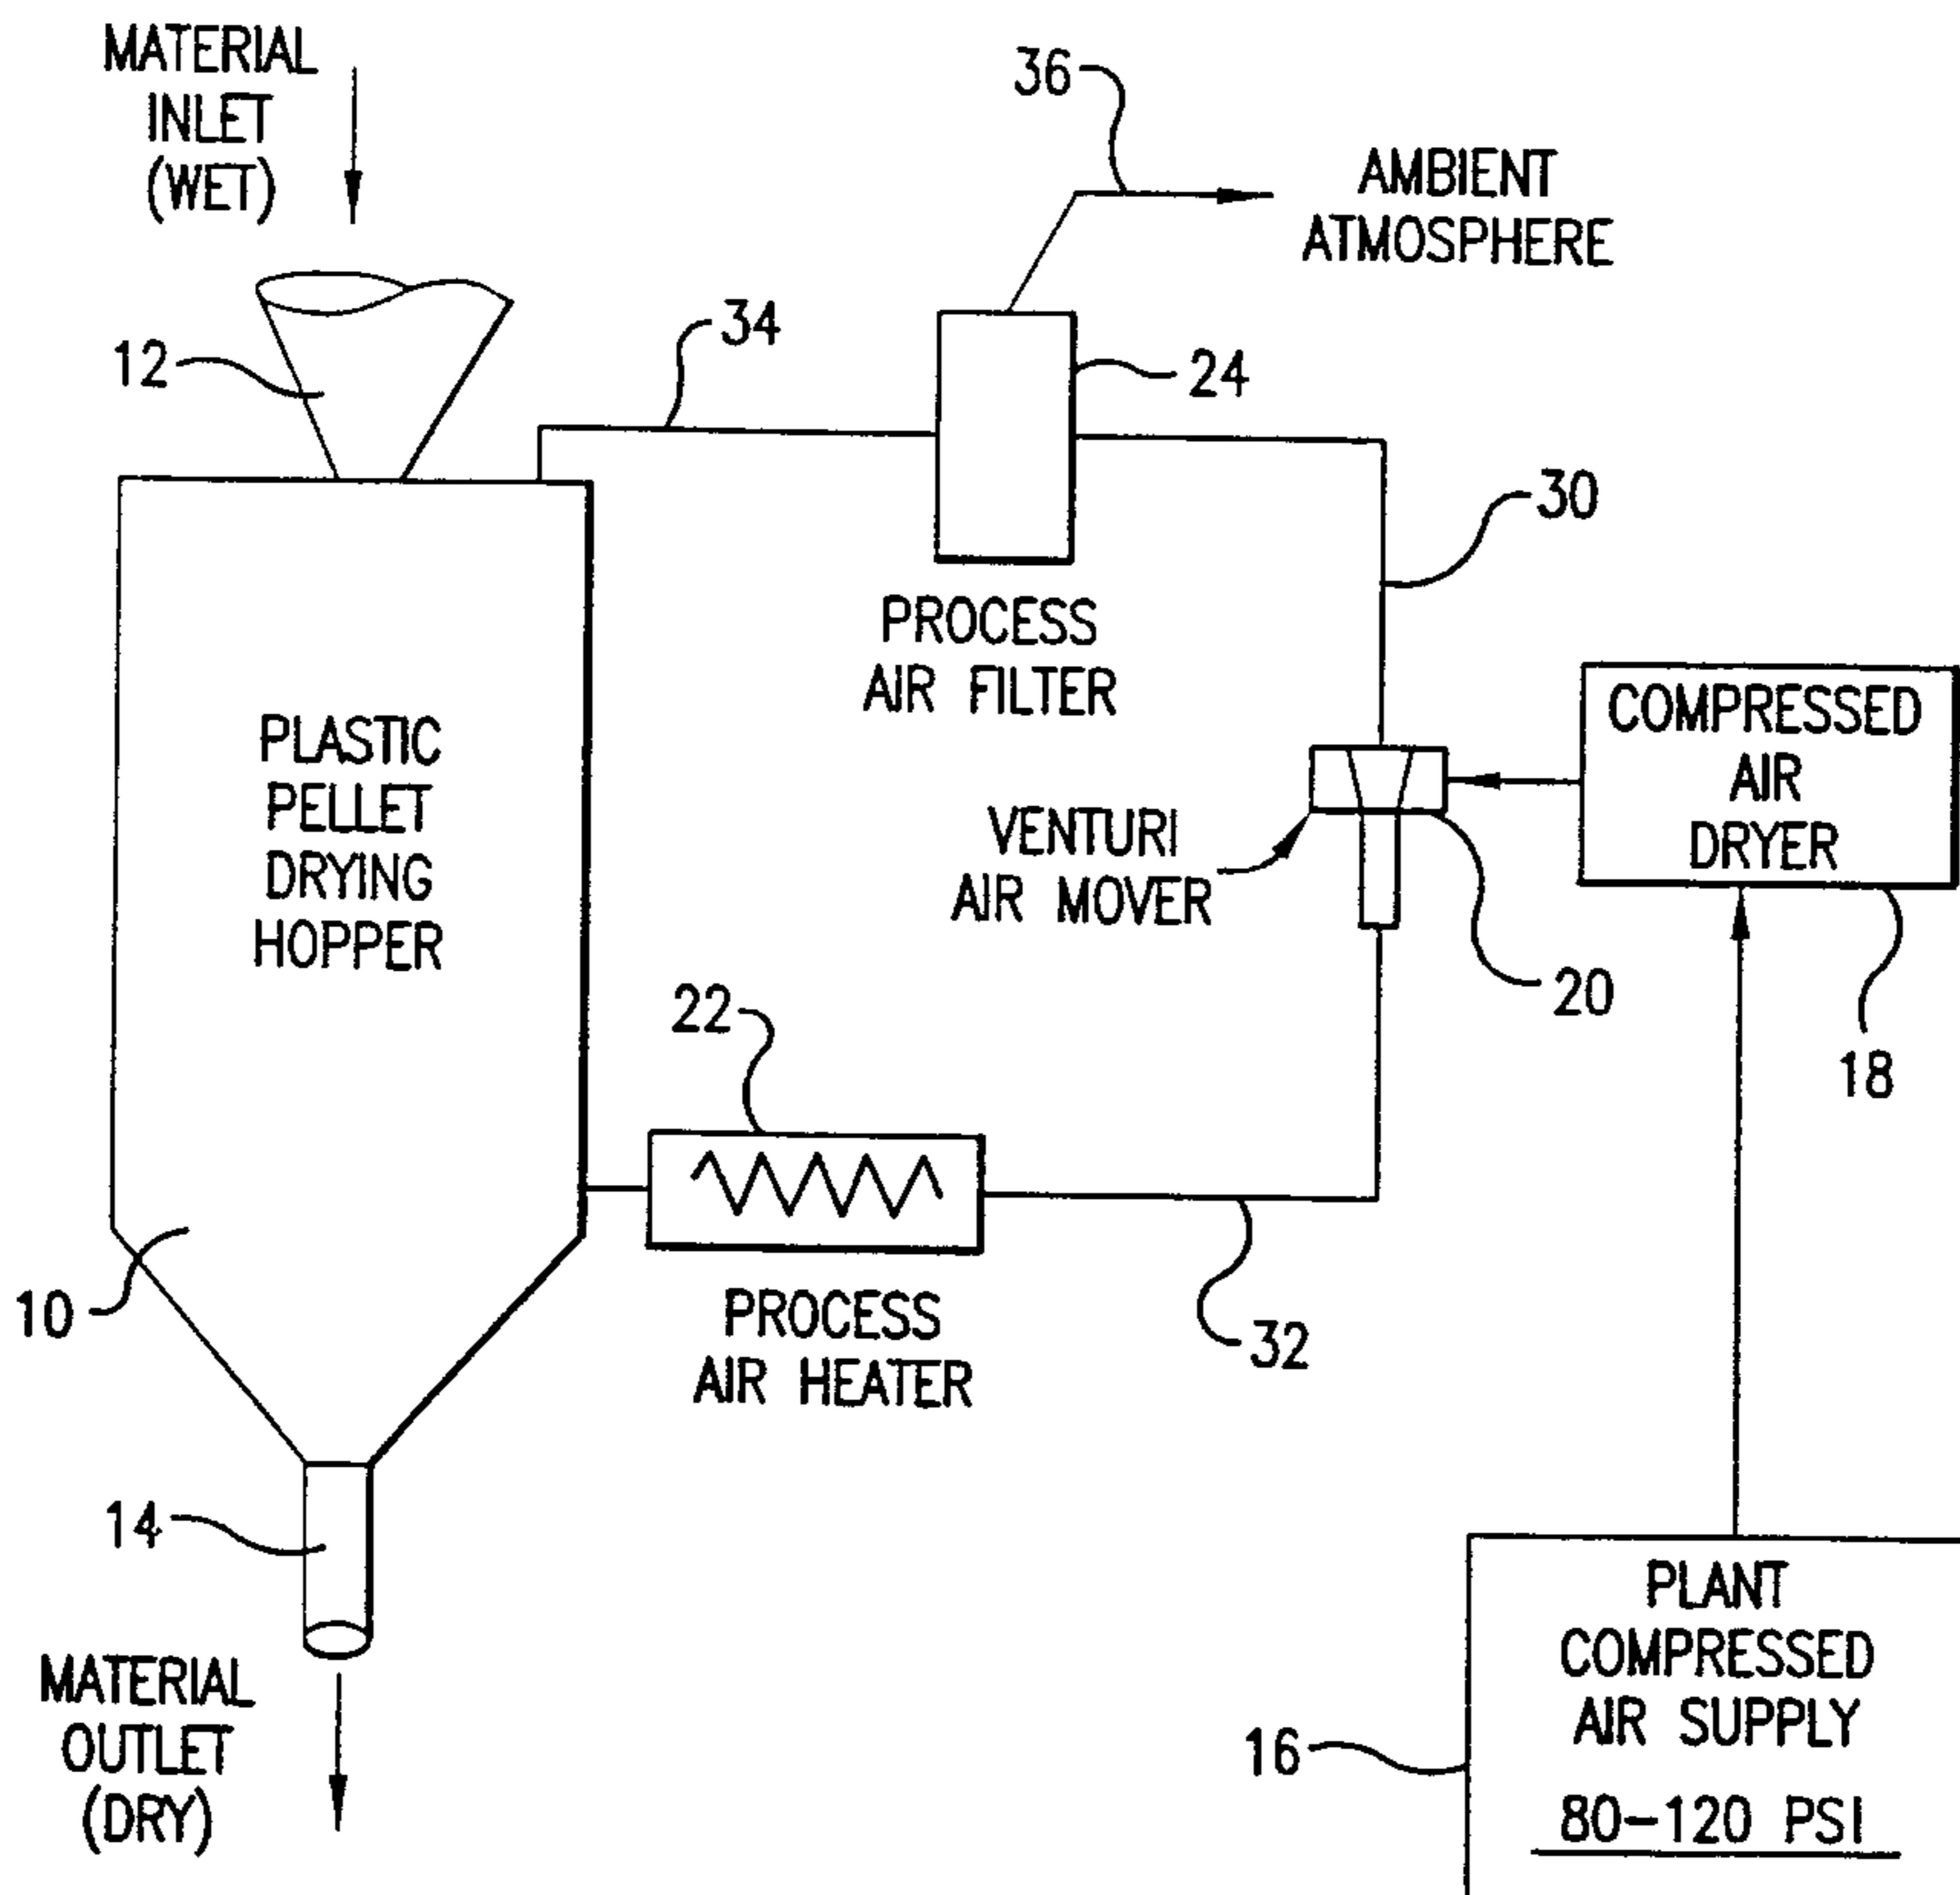 MATERIAL
INLET
(WET)
36
AMBIENT
ATMOSPHERE
12
34
24
30
PROCESS
AIR FILTER
PLASTIC
PELLET
DRYING
HOPPER
VENTURI
AIR MOVER
COMPRESSED
AIR
DRYER
20
18
22
10
PROCESS
AIR HEATER
32
14
MATERIAL
OUTLET
(DRY)
16
PLANT
COMPRESSED
AIR SUPPLY
80-120 PSI